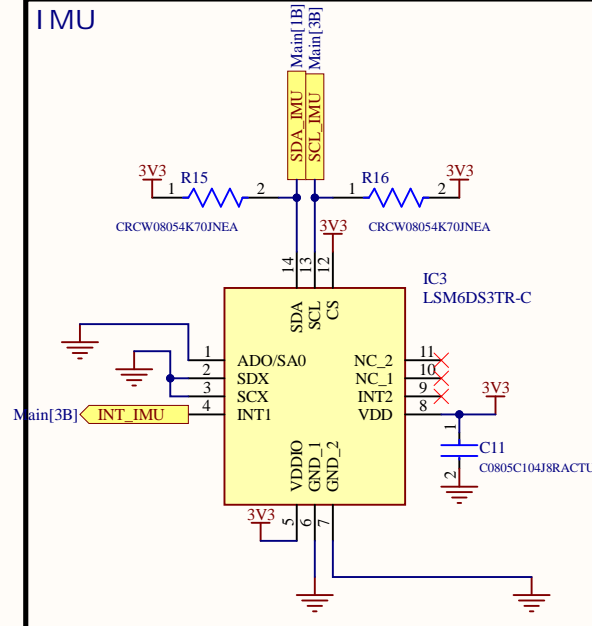 IMU
Main[1B]
Main[3B]
SDA_IMU
SCL_IMU
3V3
R15
1
2
CRCW08054K70JNEA
R16
1
2
3V3
CRCW08054K70JNEA
3V3
14
13
12
SDA
SCL
CS
IC3
LSM6DS3TR-C
1
ADO/SA0
2
SDX
3
SCX
4
INT1
Main[3B]
INT_IMU
NC_2
11
NC_1
10
INT2
9
VDD
8
3V3
1
C11
2
C0805C104J8RACTU
VDDIO
GND_1
GND_2
5
6
7
3V3